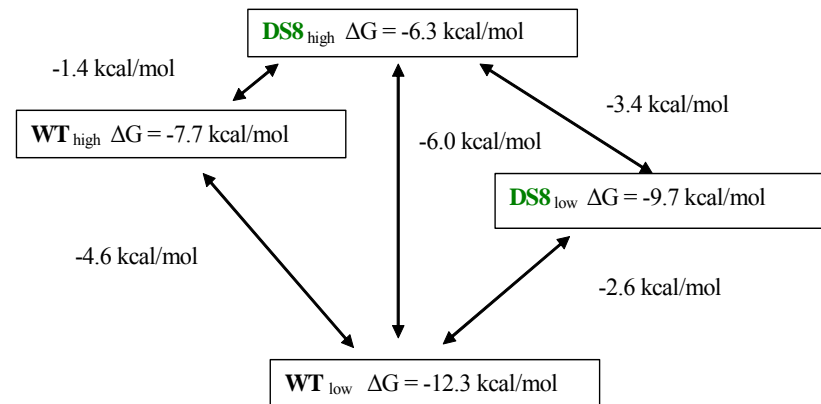 DS8 high ΔG = -6.3 kcal/mol
-1.4 kcal/mol
-3.4 kcal/mol
WT high ΔG = -7.7 kcal/mol
-6.0 kcal/mol
DS8 low ΔG = -9.7 kcal/mol
-4.6 kcal/mol
-2.6 kcal/mol
WT low ΔG = -12.3 kcal/mol